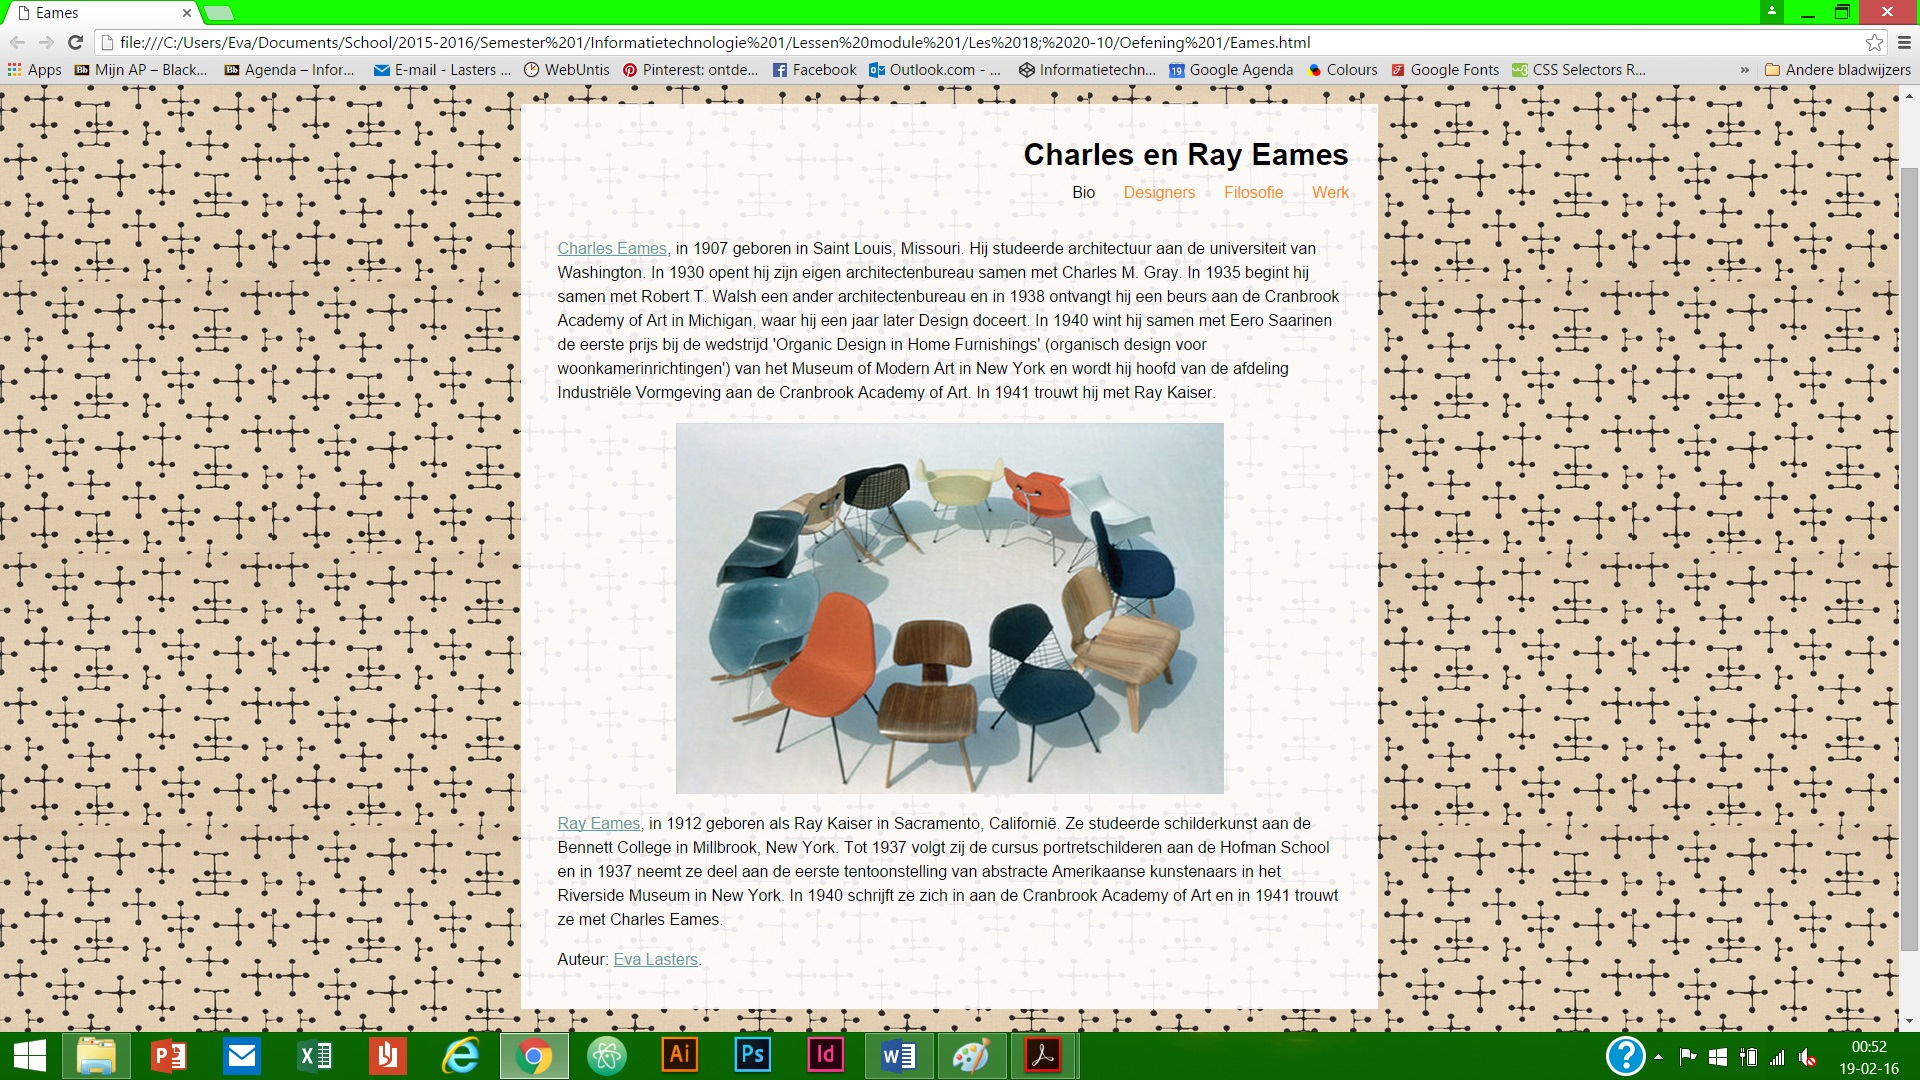 Eames
file:///C:/Users/Eva/Documents/School/2015-2016/Semester%201/Informatietechnologie%201/Lessen%20module%201/Les%2018;%2020-10/Oefening%201/Eames.html
Apps Mijn AP – Black... Agenda – Infor... E-mail - Lasters ... WebUntis Pinterest: ontde... Facebook Outlook.com - ... Informatietechn... Google Agenda Colours Google Fonts CSS Selectors R... » Andere bladwijzers
Charles en Ray Eames
Bio Designers Filosofie Werk
Charles Eames, in 1907 geboren in Saint Louis, Missouri. Hij studeerde architectuur aan de universiteit van
Washington. In 1930 opent hij zijn eigen architectenbureau samen met Charles M. Gray. In 1935 begint hij
samen met Robert T. Walsh een ander architectenbureau en in 1938 ontvangt hij een beurs aan de Cranbrook
Academy of Art in Michigan, waar hij een jaar later Design doceert. In 1940 wint hij samen met Eero Saarinen
de eerste prijs bij de wedstrijd 'Organic Design in Home Furnishings' (organisch design voor
woonkamerinrichtingen') van het Museum of Modern Art in New York en wordt hij hoofd van de afdeling
Industriële Vormgeving aan de Cranbrook Academy of Art. In 1941 trouwt hij met Ray Kaiser.
Ray Eames, in 1912 geboren als Ray Kaiser in Sacramento, Californië. Ze studeerde schilderkunst aan de
Bennett College in Millbrook, New York. Tot 1937 volgt zij de cursus portretschilderen aan de Hofman School
en in 1937 neemt ze deel aan de eerste tentoonstelling van abstracte Amerikaanse kunstenaars in het
Riverside Museum in New York. In 1940 schrijft ze zich in aan de Cranbrook Academy of Art en in 1941 trouwt
ze met Charles Eames.
Auteur: Eva Lasters.
00:52
19-02-16